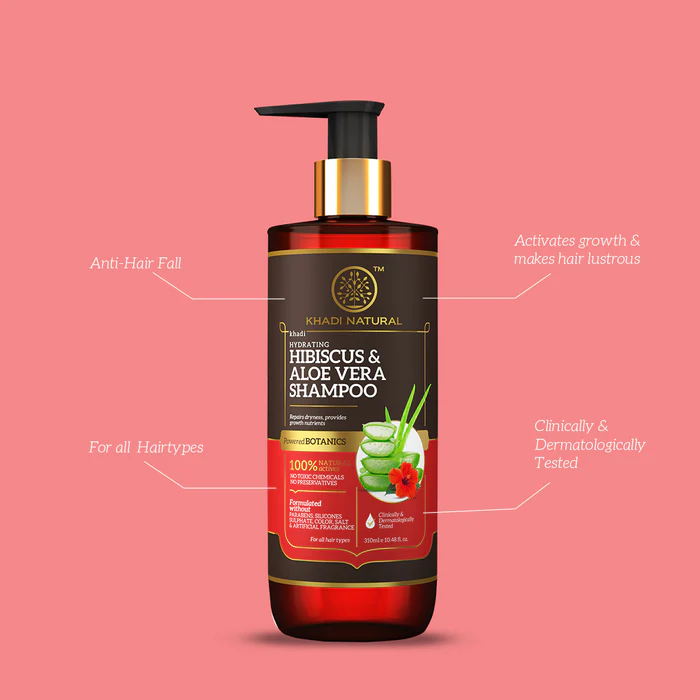 Anti-Hair Fall
Activates growth &
makes hair lustrous
For all Hairtypes
Clinically &
Dermatologically
Tested
TM
KHADI NATURAL
khadi
HYDRATING
HIBISCUS &
ALOE VERA
SHAMPOO
Repairs dryness, provides
growth nutrients
Powered BOTANICS
100% NATURAL
actives
NO TOXIC CHEMICALS
NO PRESERVATIVES
Formulated
without
PARABENS, SILICONES
SULPHATE, COLOR, SALT
& ARTIFICIAL FRAGRANCE
For all hair types
Clinically &
Dermatologically
Tested
310ml e 10.48 fl. oz.